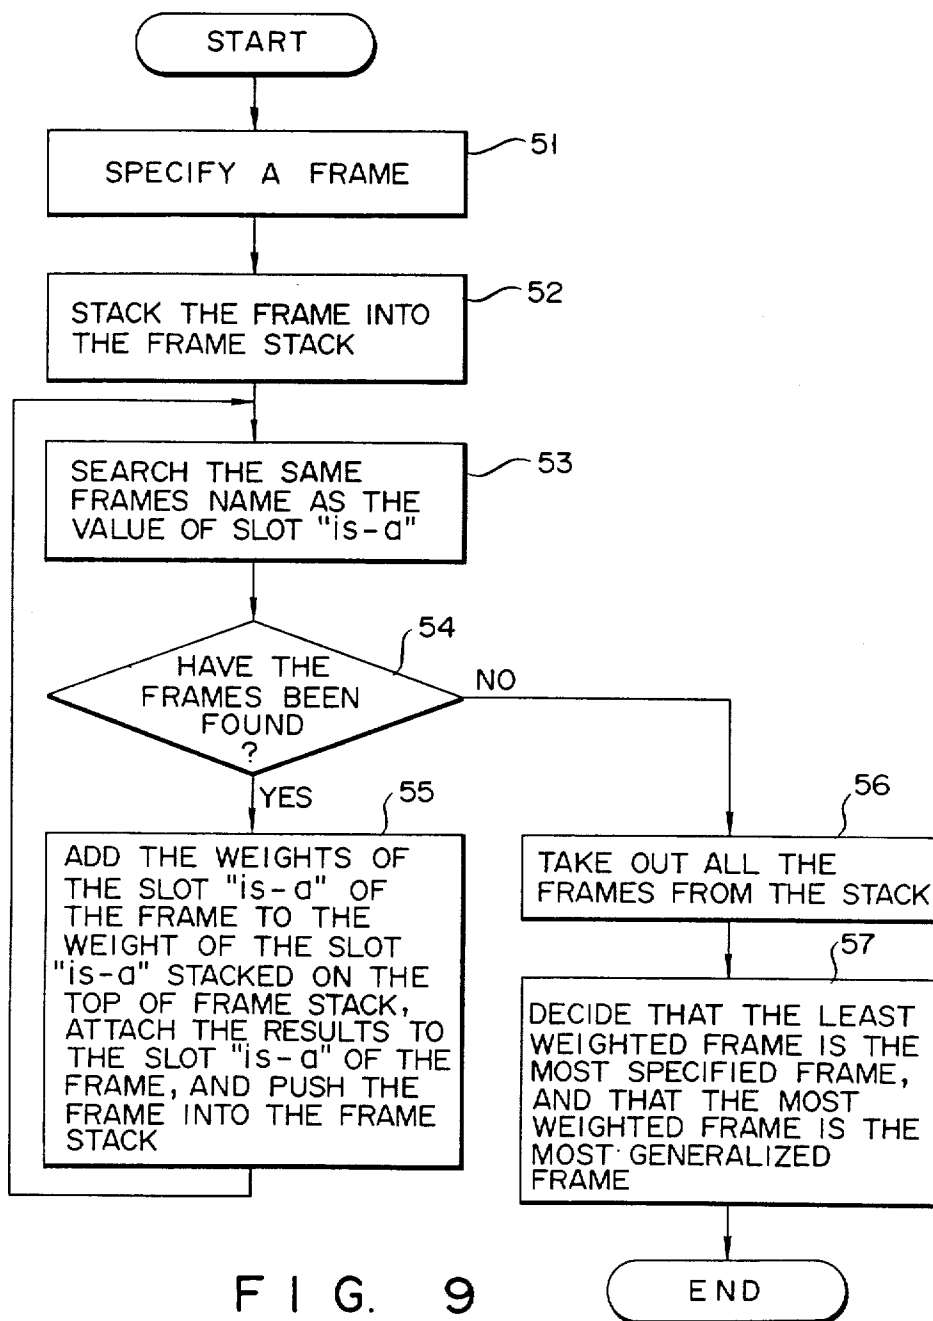 START
51
SPECIFY A FRAME
52
STACK THE FRAME INTO
THE FRAME STACK
53
SEARCH THE SAME
FRAMES NAME AS THE
VALUE OF SLOT "is-a"
54
HAVE THE
FRAMES BEEN
FOUND
?
NO
YES
55
ADD THE WEIGHTS OF
THE SLOT "is-a" OF
THE FRAME TO THE
WEIGHT OF THE SLOT
"is-a" STACKED ON THE
TOP OF FRAME STACK,
ATTACH THE RESULTS TO
THE SLOT "is-a" OF THE
FRAME, AND PUSH THE
FRAME INTO THE FRAME
STACK
56
TAKE OUT ALL THE
FRAMES FROM THE STACK
57
DECIDE THAT THE LEAST
WEIGHTED FRAME IS THE
MOST SPECIFIED FRAME,
AND THAT THE MOST
WEIGHTED FRAME IS THE
MOST GENERALIZED
FRAME
END
FIG. 9